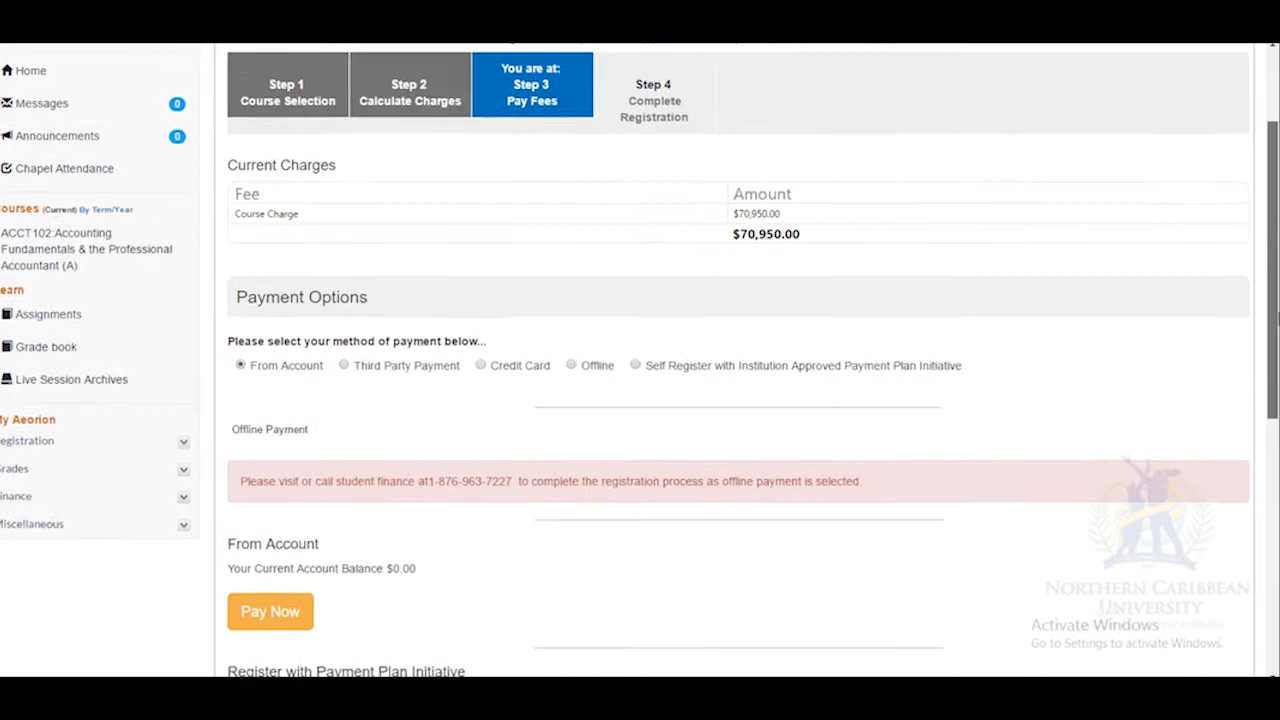 Home
Messages 0
Announcements 0
Chapel Attendance
ourses (Current) By Term/Year
ACCT102:Accounting
Fundamentals & the Professional
Accountant (A)
earn
Assignments
Grade book
Live Session Archives
My Aeorion
egistration
rades
inance
iscellaneous
Step 1
Course Selection
Step 2
Calculate Charges
You are at:
Step 3
Pay Fees
Step 4
Complete
Registration
Current Charges
Fee Amount
Course Charge $70,950.00
$70,950.00
Payment Options
Please select your method of payment below...
From Account Third Party Payment Credit Card Offline Self Register with Institution Approved Payment Plan Initiative
Offline Payment
Please visit or call student finance at1-876-963-7227 to complete the registration process as offline payment is selected.
From Account
Your Current Account Balance $0.00
Pay Now
Register with Payment Plan Initiative
NORTHERN CARIBBEAN
UNIVERSITY
Activate Windows
Go to Settings to activate Windows.